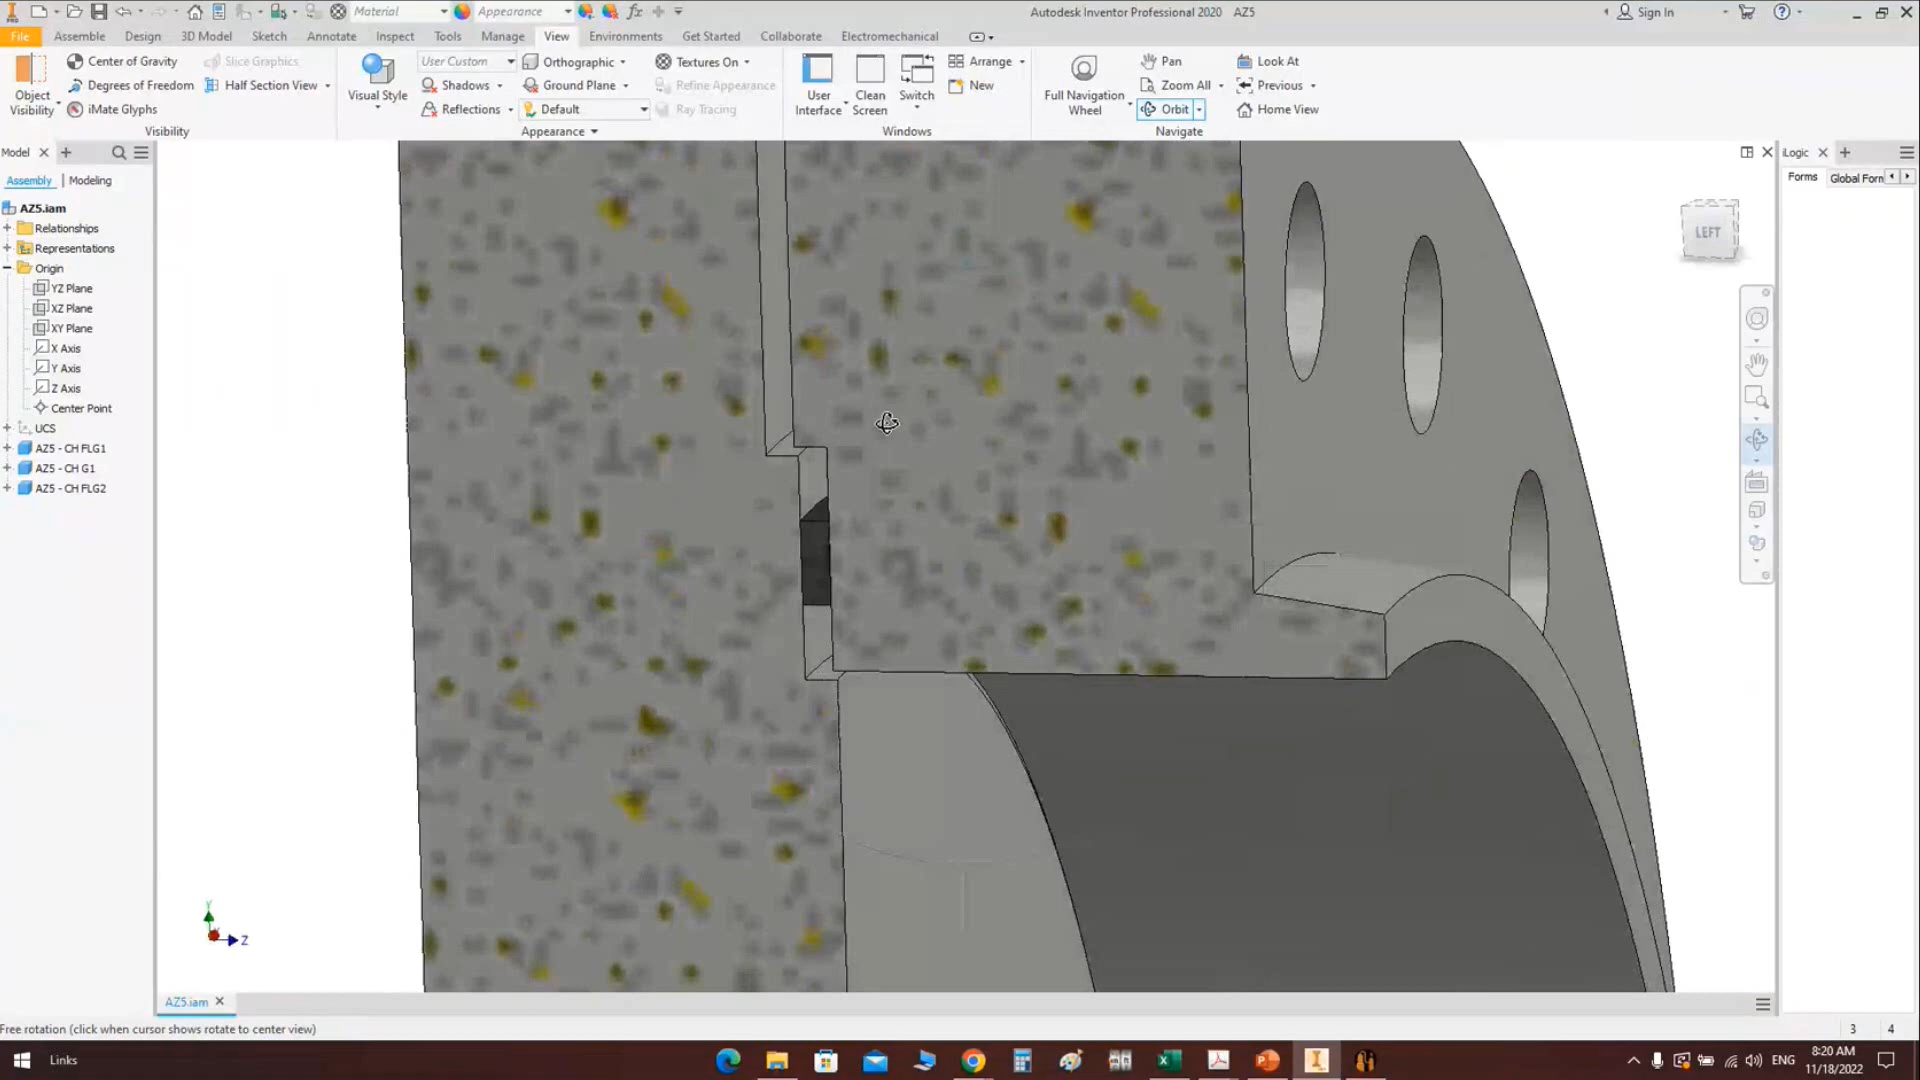 Material
Appearance
fx
Autodesk Inventor Professional 2020 AZ5
Sign In
File
Assemble
Design
3D Model
Sketch
Annotate
Inspect
Tools
Manage
View
Environments
Get Started
Collaborate
Electromechanical
Object Visibility
Center of Gravity
Degrees of Freedom
iMate Glyphs
Slice Graphics
Half Section View
Visibility
Visual Style
User Custom
Shadows
Reflections
Orthographic
Ground Plane
Default
Textures On
Refine Appearance
Ray Tracing
Appearance
User Interface
Clean Screen
Switch
Arrange
New
Windows
Full Navigation Wheel
Pan
Zoom All
Orbit
Look At
Previous
Home View
Navigate
Model
Assembly
Modeling
AZ5.iam
Relationships
Representations
Origin
YZ Plane
XZ Plane
XY Plane
X Axis
Y Axis
Z Axis
Center Point
UCS
AZ5 - CH FLG1
AZ5 - CH G1
AZ5 - CH FLG2
LEFT
iLogic
Forms
Global Forn
Y
Z
AZ5.iam
Free rotation (click when cursor shows rotate to center view)
3
4
Links
ENG
8:20 AM
11/18/2022